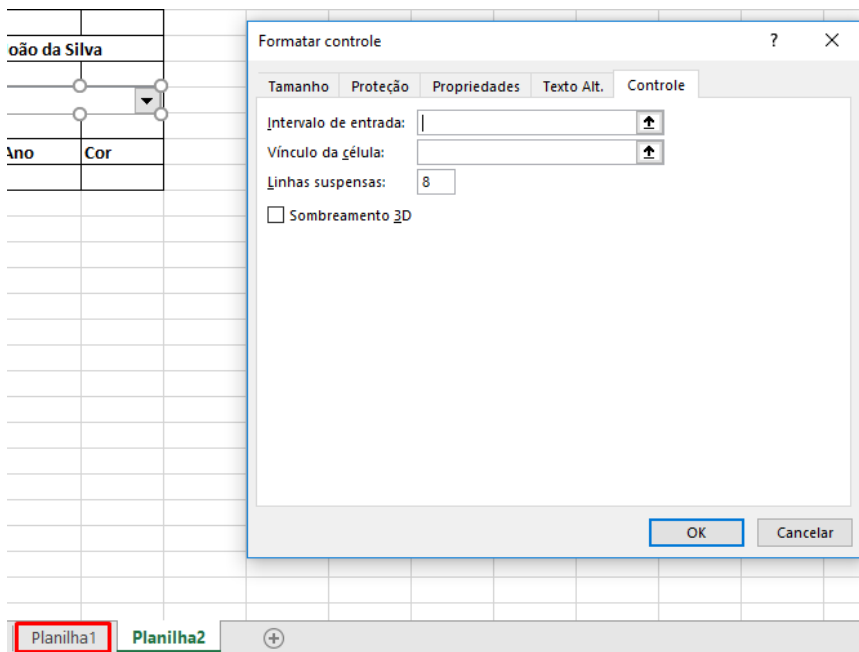 oão da Silva
Ano Cor
Formatar controle ?
Tamanho Proteção Propriedades Texto Alt. Controle
Intervalo de entrada:
Vínculo da célula:
Linhas suspensas: 8
Sombreamento 3D
OK Cancelar
Planilha1 Planilha2